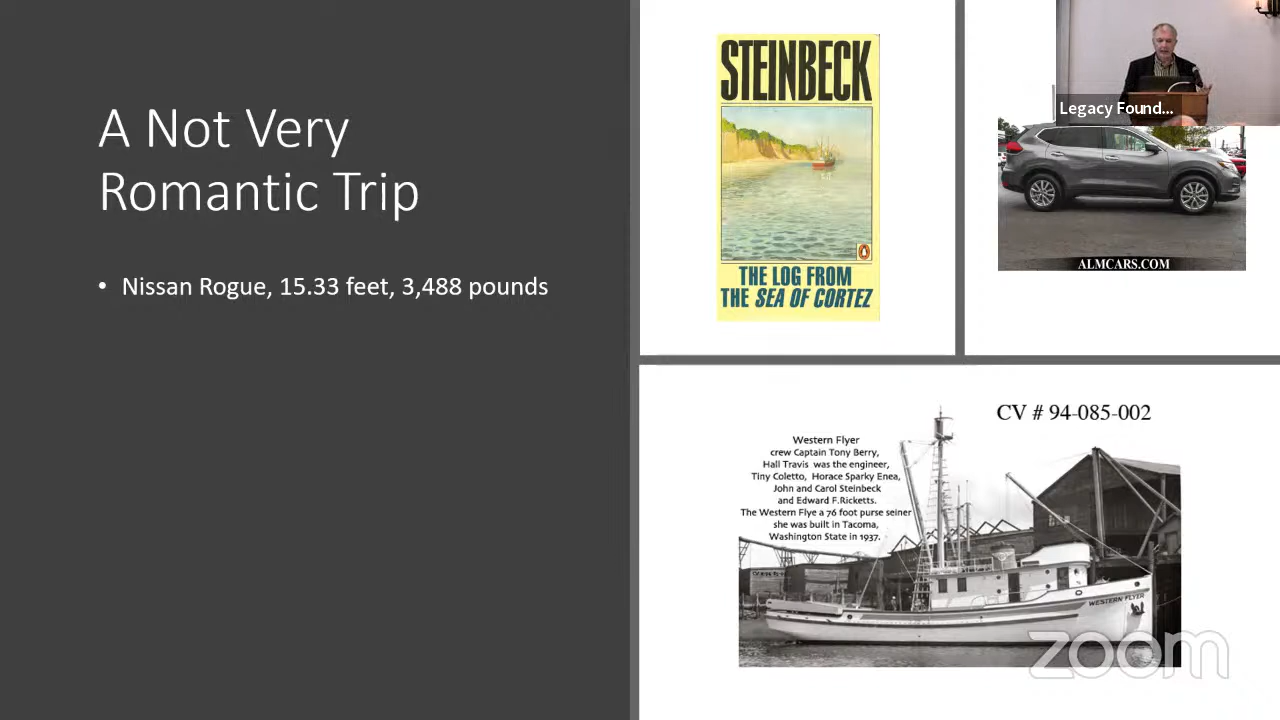 A Not Very
Romantic Trip
• Nissan Rogue, 15.33 feet, 3,488 pounds
STEINBECK
THE LOG FROM
THE SEA OF CORTEZ
Legacy Found...
ALMCARS.COM
CV # 94-085-002
Western Flyer
crew Captain Tony Berry,
Hall Travis was the engineer,
Tiny Coletto, Horace Sparky Enea,
John and Carol Steinbeck
and Edward F.Ricketts.
The Western Flye a 76 foot purse seiner
she was built in Tacoma,
Washington State in 1937.
WESTERN FLYER
zoom